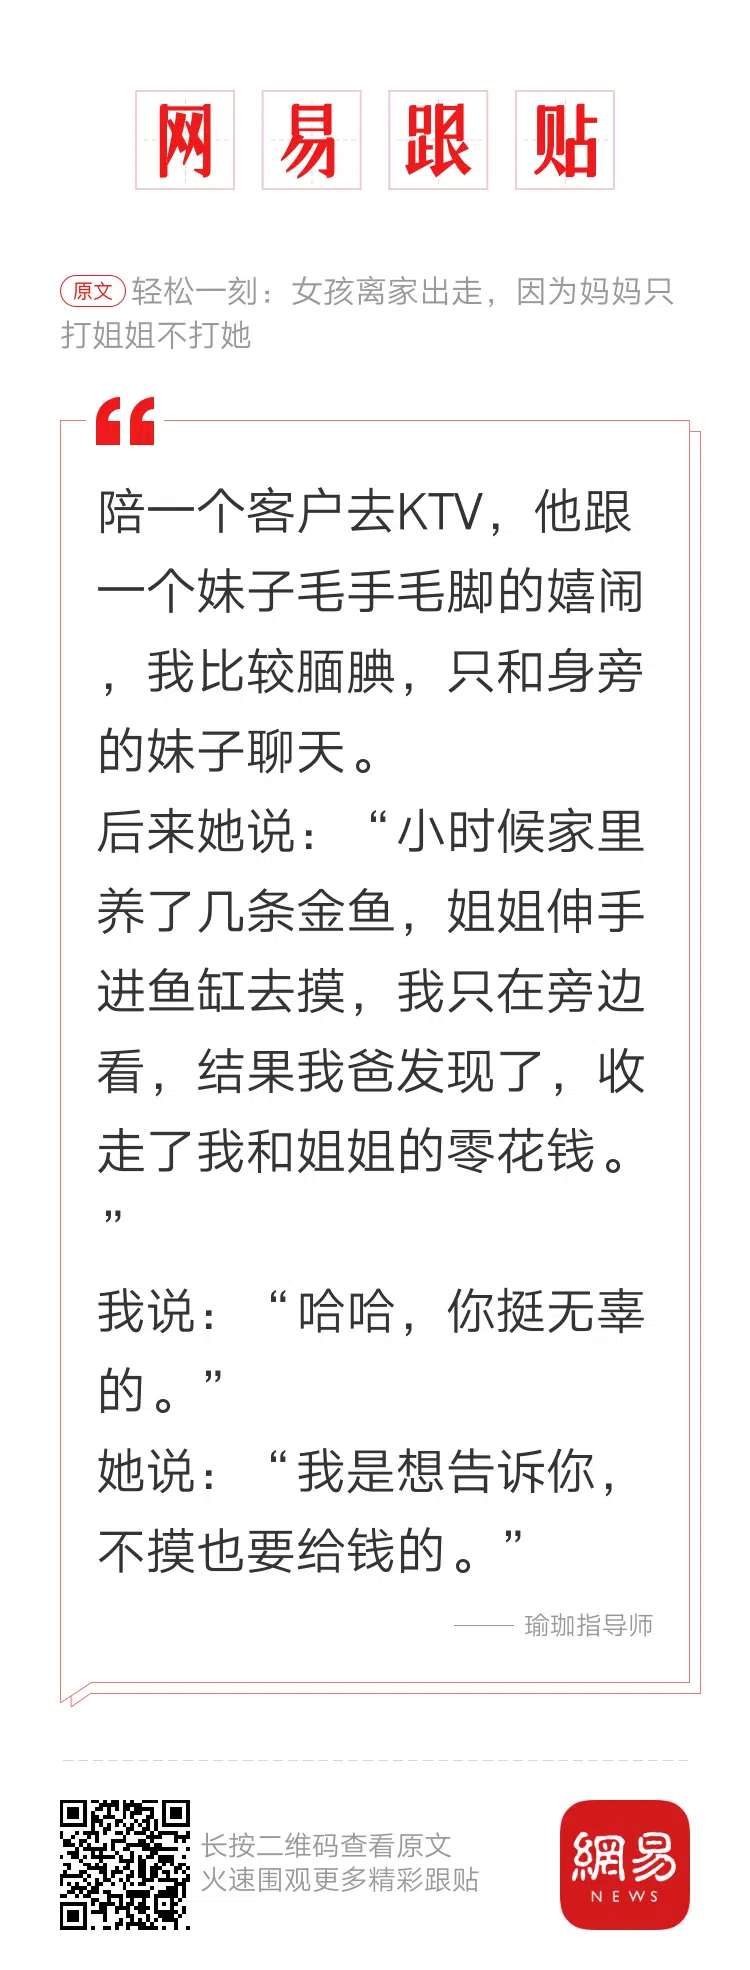 网易跟贴
原文 轻松一刻：女孩离家出走，因为妈妈只
打姐姐不打她
陪一个客户去KTV，他跟
一个妹子毛手毛脚的嬉闹
，我比较腼腆，只和身旁
的妹子聊天。
后来她说：“小时候家里
养了几条金鱼，姐姐伸手
进鱼缸去摸，我只在旁边
看，结果我爸发现了，收
走了我和姐姐的零花钱。
”
我说：“哈哈，你挺无辜
的。”
她说：“我是想告诉你，
不摸也要给钱的。”
——瑜珈指导师
长按二维码查看原文
火速围观更多精彩跟贴
網易
NEWS